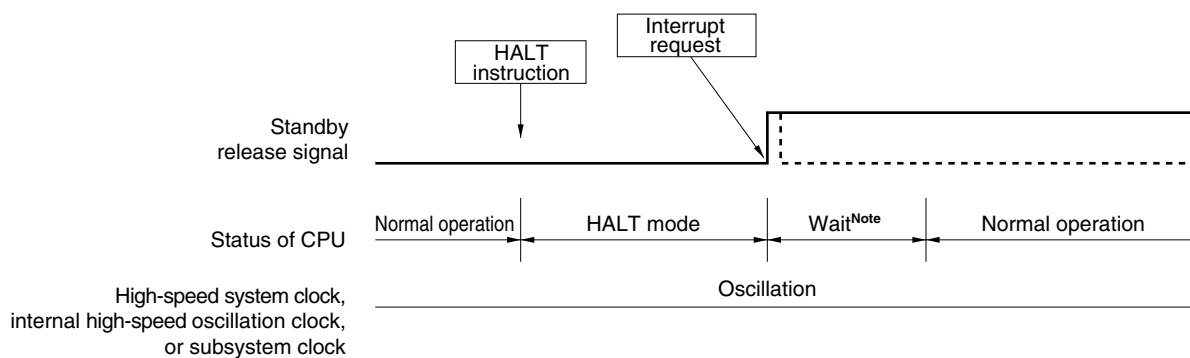 HALT
instruction
Interrupt
request
Standby
release signal
Status of CPU
Normal operation
HALT mode
WaitNote
Normal operation
High-speed system clock,
internal high-speed oscillation clock,
or subsystem clock
Oscillation